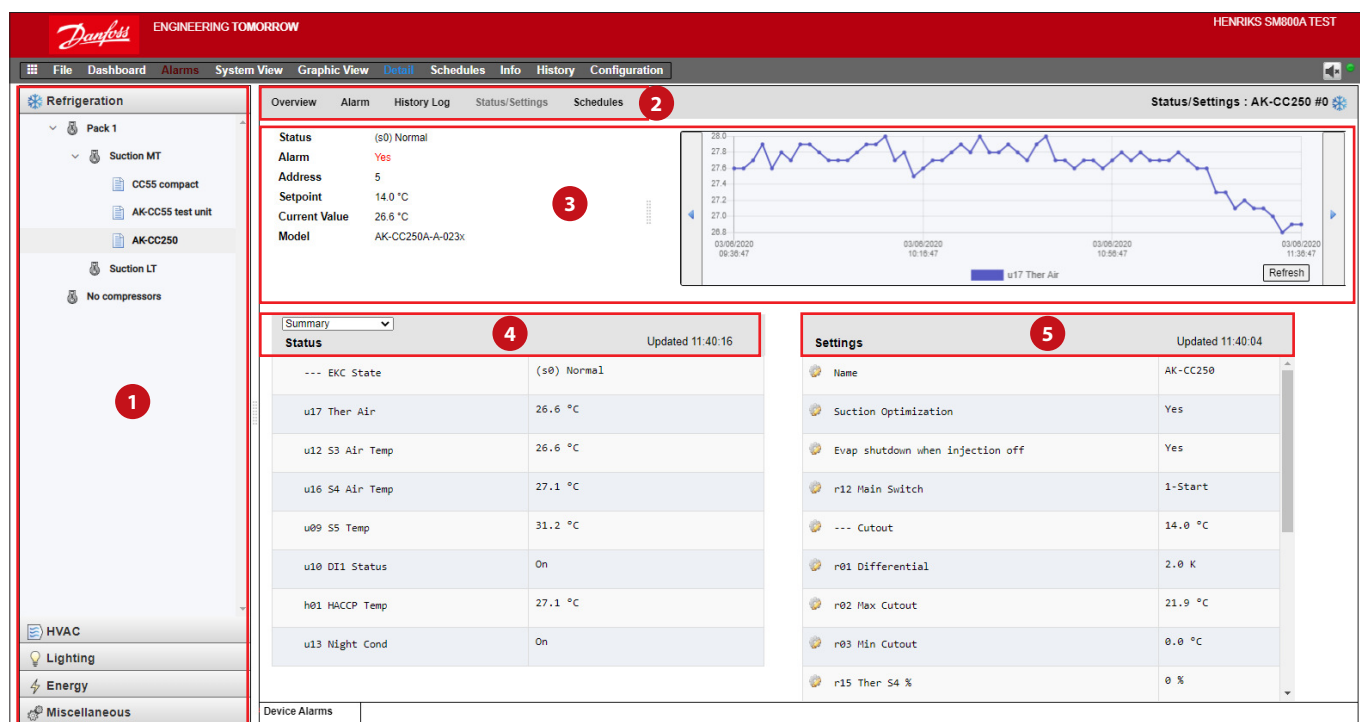 Danfoss
ENGINEERING TOMORROW
HENRIKS SM800A TEST
File Dashboard Alarms System View Graphic View Detail Schedules Info History Configuration
Refrigeration
Pack 1
Suction MT
CC55 compact
AK-CC55 test unit
AK-CC250
Suction LT
No compressors
1
HVAC
Lighting
Energy
Miscellaneous
Overview Alarm History Log Status/Settings Schedules
2
Status/Settings : AK-CC250 #0
Status (s0) Normal
Alarm Yes
Address 5
Setpoint 14.0 °C
Current Value 26.6 °C
Model AK-CC250A-A-023x
3
28.0
27.8
27.6
27.4
27.2
27.0
26.8
03/06/2020 03/06/2020 03/06/2020 03/06/2020
09:36:47 10:16:47 10:56:47 11:36:47
u17 Ther Air
Refresh
Summary
Status
4
Updated 11:40:16
--- EKC State (s0) Normal
u17 Ther Air 26.6 °C
u12 S3 Air Temp 26.6 °C
u16 S4 Air Temp 27.1 °C
u09 S5 Temp 31.2 °C
u10 DI1 Status On
h01 HACCP Temp 27.1 °C
u13 Night Cond On
Settings
5
Updated 11:40:04
Name AK-CC250
Suction Optimization Yes
Evap shutdown when injection off Yes
r12 Main Switch 1-Start
--- Cutout 14.0 °C
r01 Differential 2.0 K
r02 Max Cutout 21.9 °C
r03 Min Cutout 0.0 °C
r15 Ther S4 % 0 %
Device Alarms